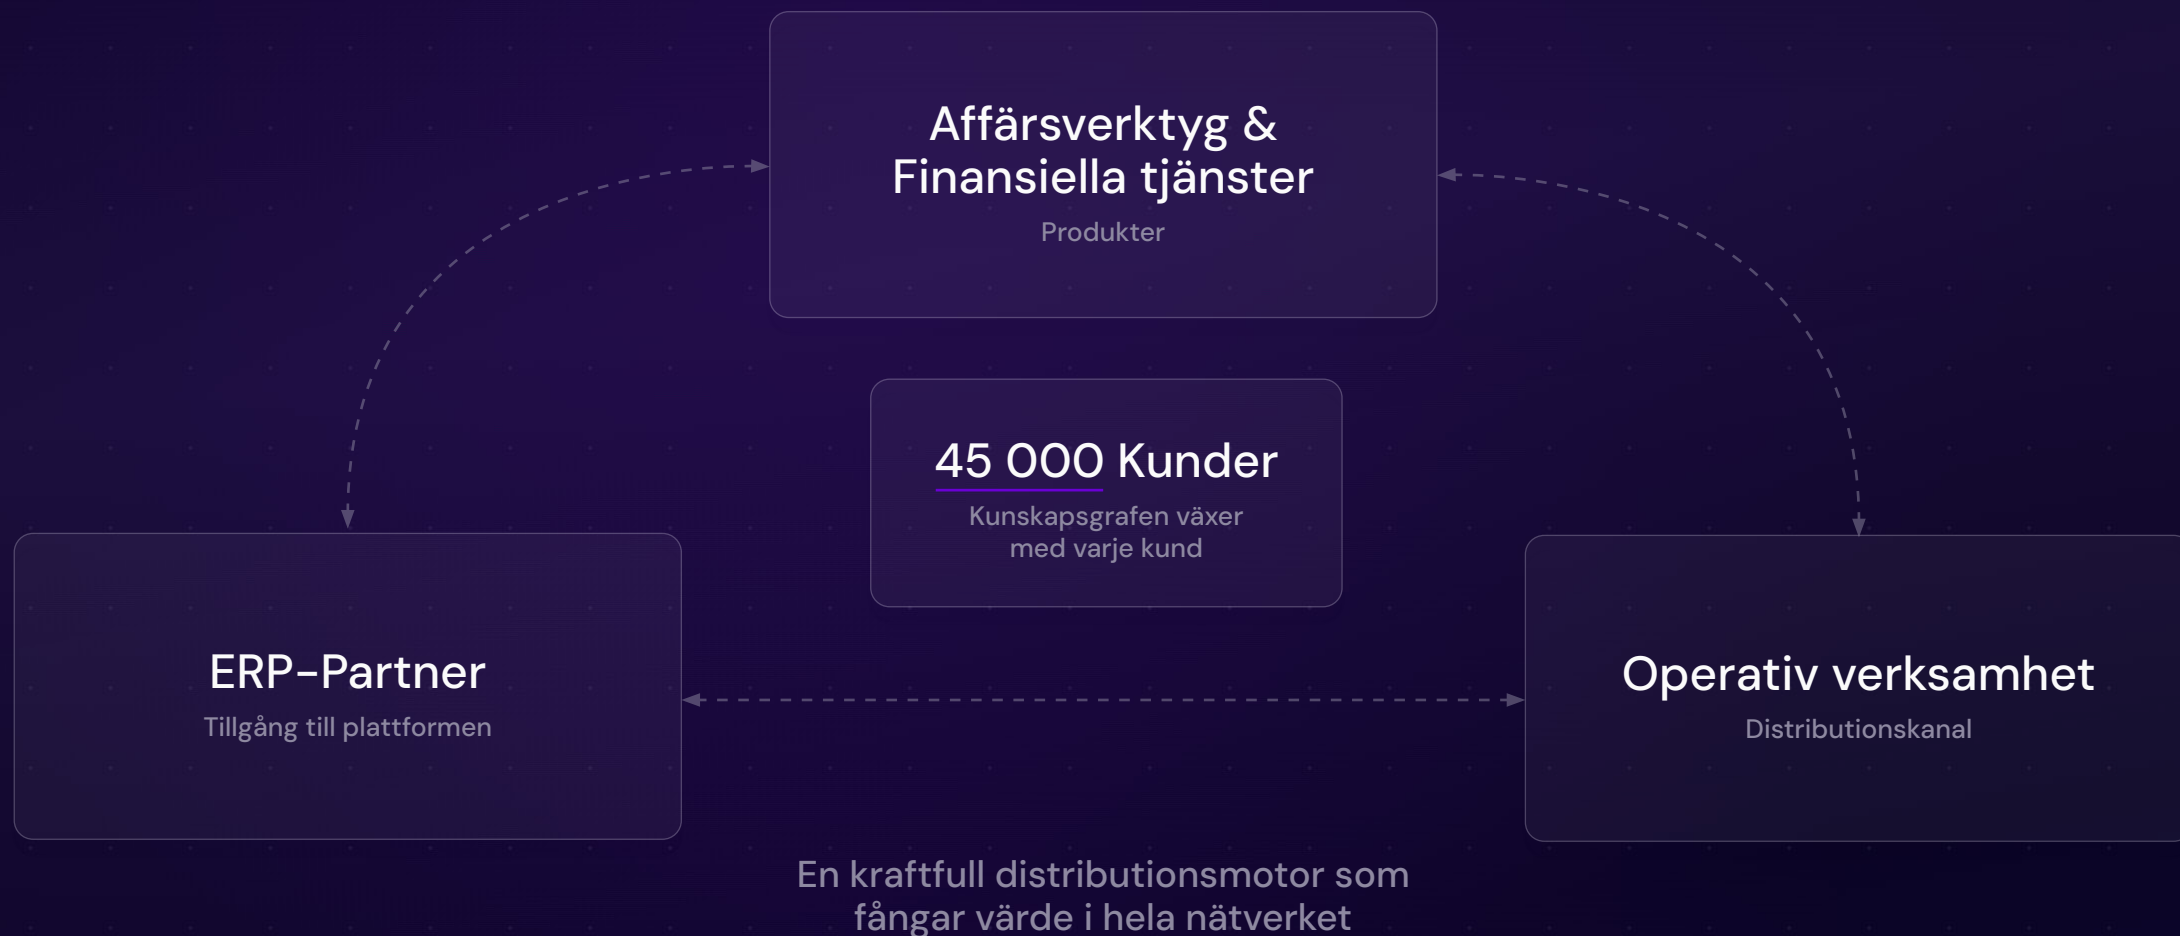 Affärsverktyg &
Finansiella tjänster
Produkter
45 000 Kunder
Kunskapsgrafen växer
med varje kund
ERP-Partner
Tillgång till plattformen
Operativ verksamhet
Distributionskanal
En kraftfull distributionsmotor som
fångar värde i hela nätverket